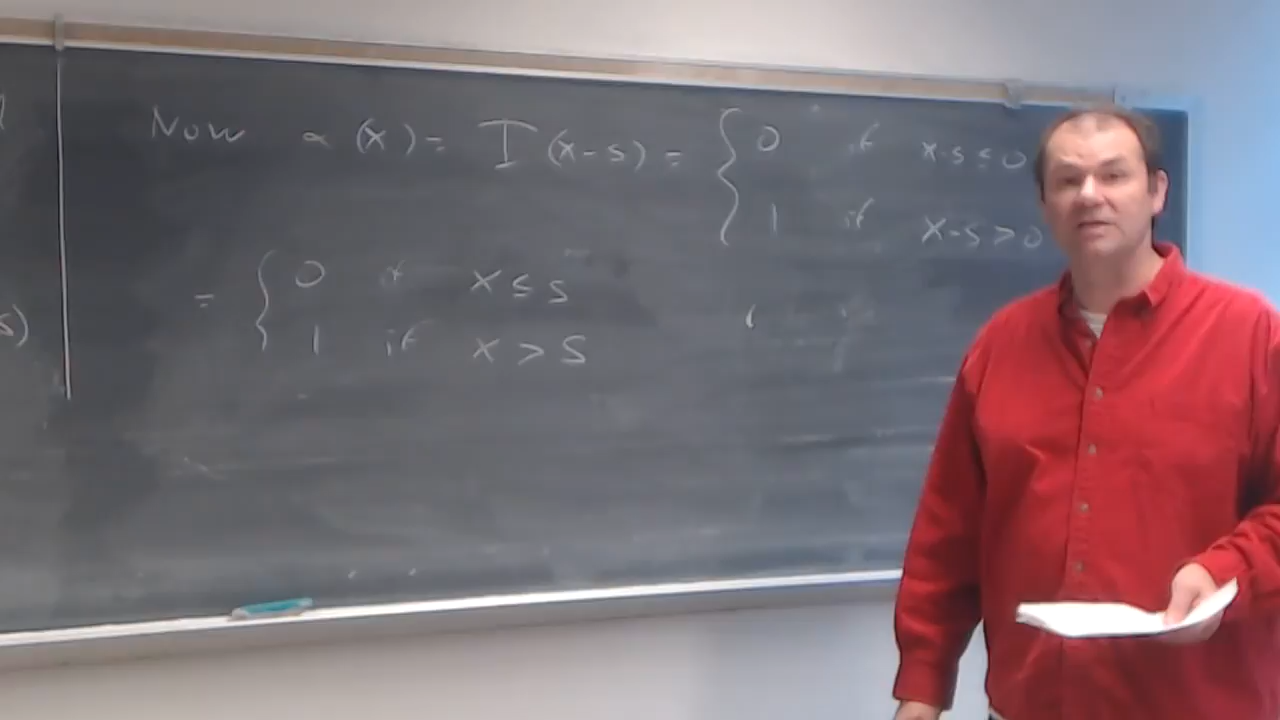 Now α(x) = I(x-s) = { 0 if x-s ≤ 0
1 if x-s > 0
= { 0 if x ≤ s
1 if x > s
s)